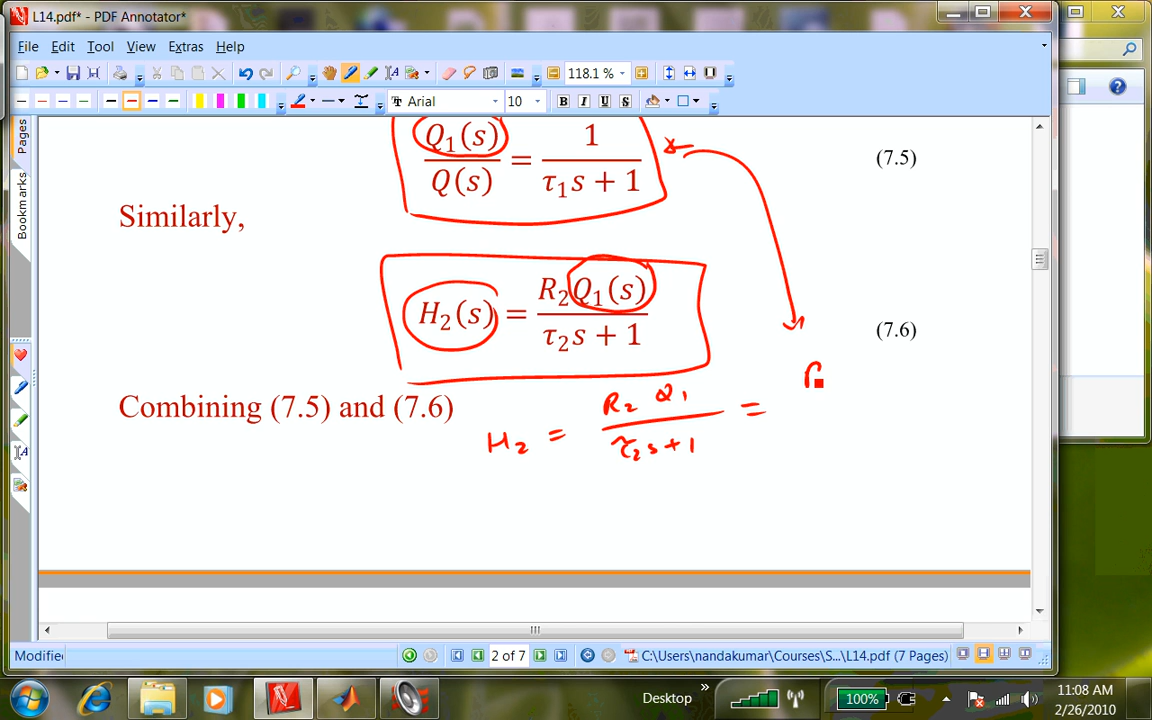 L14.pdf* - PDF Annotator*
File Edit Tool View Extras Help
118.1 %
Arial 10 B I U S
Pages
Bookmarks
Q₁(s)/Q(s) = 1/(τ₁s + 1) (7.5)
Similarly,
H₂(s) = R₂Q₁(s)/(τ₂s + 1) (7.6)
Combining (7.5) and (7.6)
H₂ = R₂ Q₁/(τ₂s + 1) =
Modifie 2 of 7 C:\Users\nandakumar\Courses\S...\L14.pdf (7 Pages)
Desktop » 100% 11:08 AM
2/26/2010